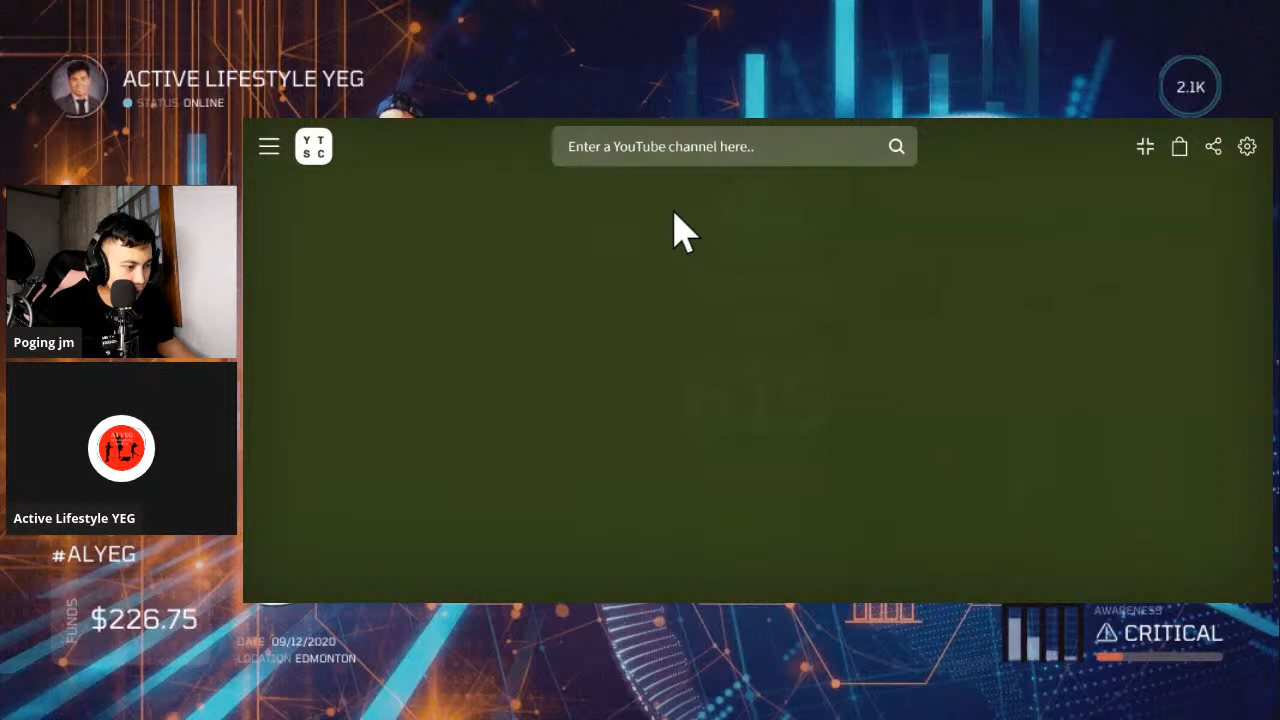 ACTIVE LIFESTYLE YEG
STATUS ONLINE
2.1K
Y T
S C
Enter a YouTube channel here..
Poging jm
Active Lifestyle YEG
#ALYEG
FUNDS
$226.75
DATE 09/12/2020
LOCATION EDMONTON
AWARENESS
CRITICAL